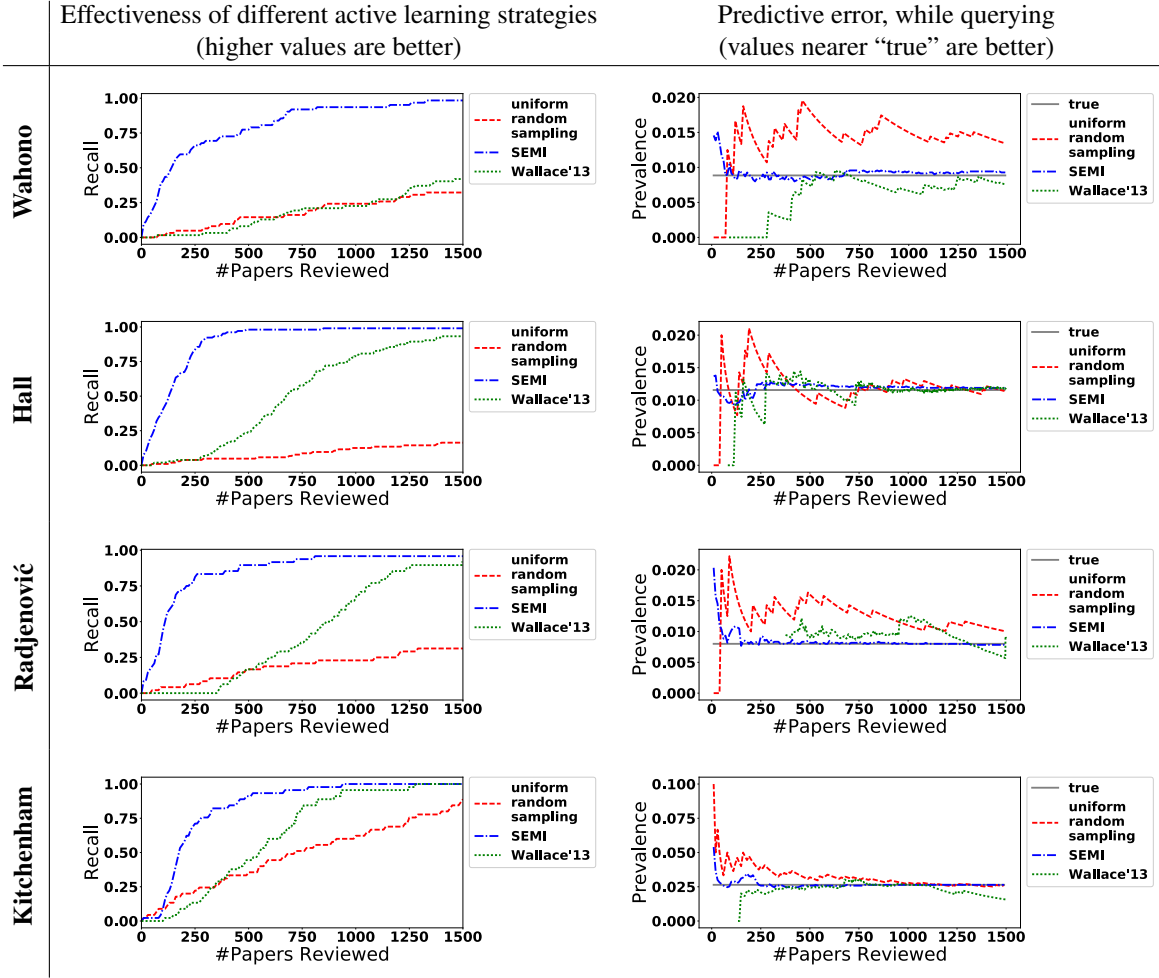 Effectiveness of different active learning strategies
(higher values are better)
Predictive error, while querying
(values nearer “true” are better)
Wahono
1.00
0.75
0.50
0.25
0.00
Recall
0 250 500 750 1000 1250 1500
#Papers Reviewed
uniform
random
sampling
SEMI
Wallace'13
0.020
0.015
0.010
0.005
0.000
Prevalence
0 250 500 750 1000 1250 1500
#Papers Reviewed
true
uniform
random
sampling
SEMI
Wallace'13
Hall
1.00
0.75
0.50
0.25
0.00
Recall
0 250 500 750 1000 1250 1500
#Papers Reviewed
uniform
random
sampling
SEMI
Wallace'13
0.020
0.015
0.010
0.005
0.000
Prevalence
0 250 500 750 1000 1250 1500
#Papers Reviewed
true
uniform
random
sampling
SEMI
Wallace'13
Radjenović
1.00
0.75
0.50
0.25
0.00
Recall
0 250 500 750 1000 1250 1500
#Papers Reviewed
uniform
random
sampling
SEMI
Wallace'13
0.020
0.015
0.010
0.005
0.000
Prevalence
0 250 500 750 1000 1250 1500
#Papers Reviewed
true
uniform
random
sampling
SEMI
Wallace'13
Kitchenham
1.00
0.75
0.50
0.25
0.00
Recall
0 250 500 750 1000 1250 1500
#Papers Reviewed
uniform
random
sampling
SEMI
Wallace'13
0.100
0.075
0.050
0.025
0.000
Prevalence
0 250 500 750 1000 1250 1500
#Papers Reviewed
true
uniform
random
sampling
SEMI
Wallace'13